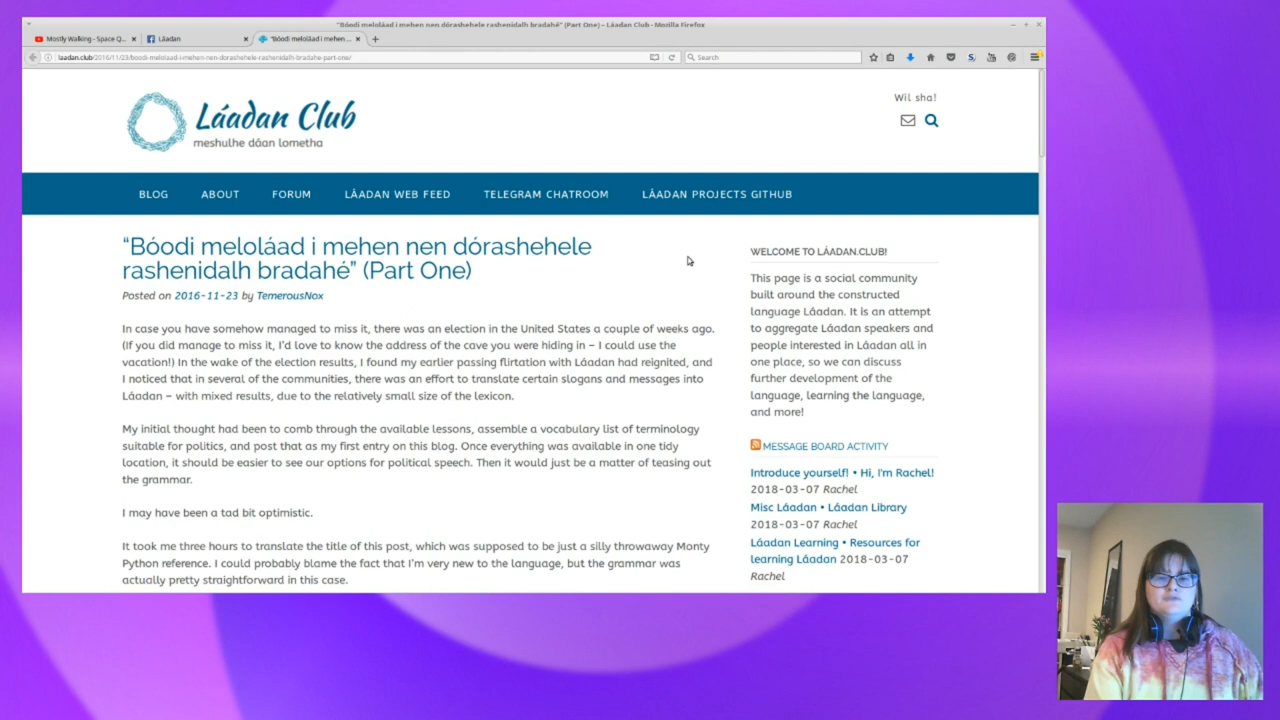 "Bóodi meloláad i mehen nen dórashehele rashenidalh bradahé" (Part One) – Láadan Club - Mozilla Firefox
Mostly Walking - Space Q...
Láadan
"Bóodi meloláad i mehen ...
laadan.club/2016/11/23/boodi-melolaad-i-mehen-nen-dorashehele-rashenidalh-bradahe-part-one/
Search
Láadan Club
meshulhe dáan lometha
Wil sha!
BLOG ABOUT FORUM LÁADAN WEB FEED TELEGRAM CHATROOM LÁADAN PROJECTS GITHUB
“Bóodi meloláad i mehen nen dórashehele
rashenidalh bradahé” (Part One)
Posted on 2016-11-23 by TemerousNox
In case you have somehow managed to miss it, there was an election in the United States a couple of weeks ago.
(If you did manage to miss it, I’d love to know the address of the cave you were hiding in – I could use the
vacation!) In the wake of the election results, I found my earlier passing flirtation with Láadan had reignited, and
I noticed that in several of the communities, there was an effort to translate certain slogans and messages into
Láadan – with mixed results, due to the relatively small size of the lexicon.
My initial thought had been to comb through the available lessons, assemble a vocabulary list of terminology
suitable for politics, and post that as my first entry on this blog. Once everything was available in one tidy
location, it should be easier to see our options for political speech. Then it would just be a matter of teasing out
the grammar.
I may have been a tad bit optimistic.
It took me three hours to translate the title of this post, which was supposed to be just a silly throwaway Monty
Python reference. I could probably blame the fact that I’m very new to the language, but the grammar was
actually pretty straightforward in this case.
WELCOME TO LÁADAN.CLUB!
This page is a social community
built around the constructed
language Láadan. It is an attempt
to aggregate Láadan speakers and
people interested in Láadan all in
one place, so we can discuss
further development of the
language, learning the language,
and more!
MESSAGE BOARD ACTIVITY
Introduce yourself! • Hi, I'm Rachel!
2018-03-07 Rachel
Misc Láadan • Láadan Library
2018-03-07 Rachel
Láadan Learning • Resources for
learning Láadan 2018-03-07
Rachel